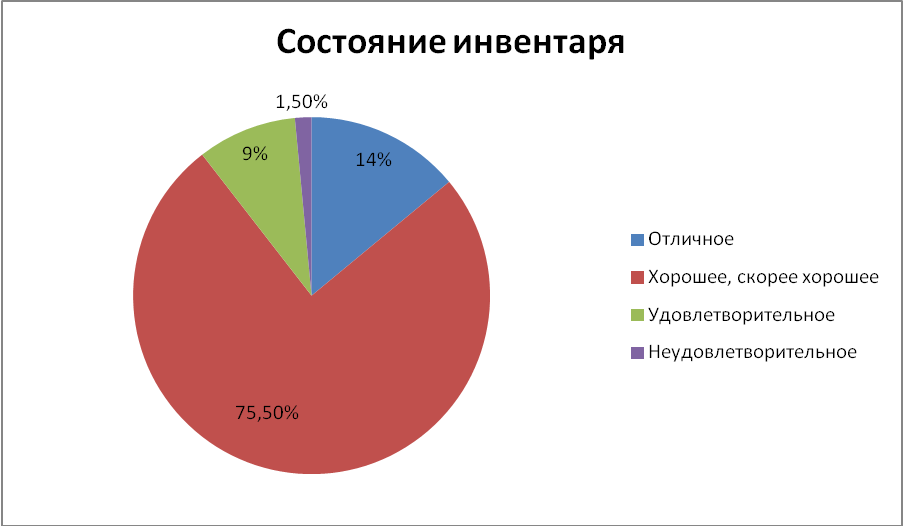 Состояние инвентаря
1,50%
9%
14%
75,50%
Отличное
Хорошее, скорее хорошее
Удовлетворительное
Неудовлетворительное